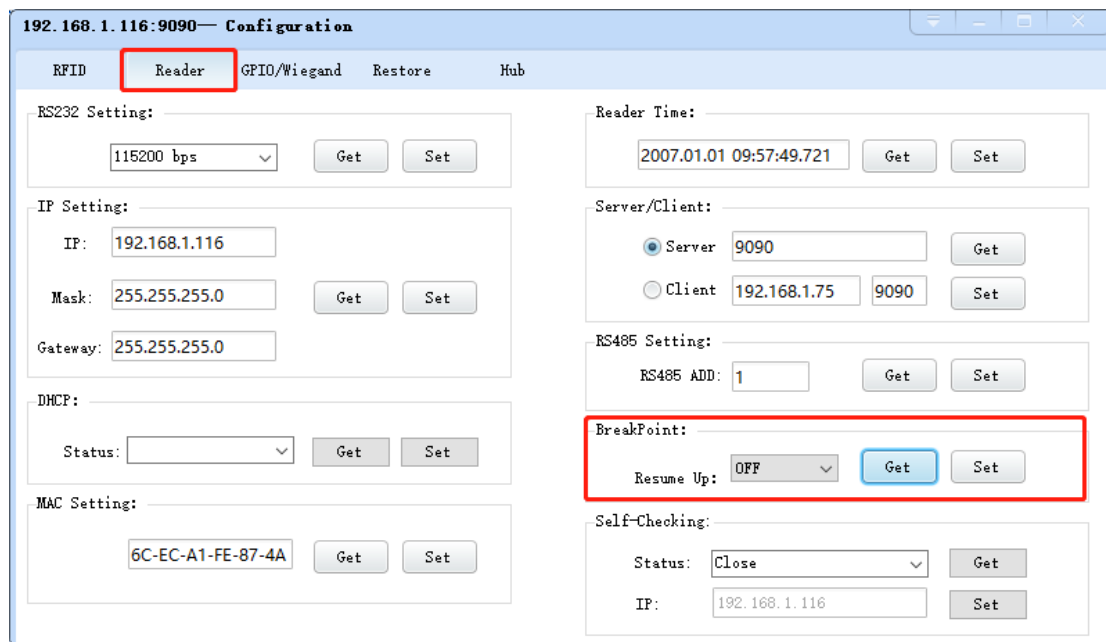 192.168.1.116:9090— Configuration
RFID Reader GPIO/Wiegand Restore Hub
RS232 Setting:
115200 bps Get Set
IP Setting:
IP: 192.168.1.116
Mask: 255.255.255.0 Get Set
Gateway: 255.255.255.0
DHCP:
Status: Get Set
MAC Setting:
6C-EC-A1-FE-87-4A Get Set
Reader Time:
2007.01.01 09:57:49.721 Get Set
Server/Client:
Server 9090 Get
Client 192.168.1.75 9090 Set
RS485 Setting:
RS485 ADD: 1 Get Set
BreakPoint:
Resume Up: OFF Get Set
Self-Checking:
Status: Close Get
IP: 192.168.1.116 Set